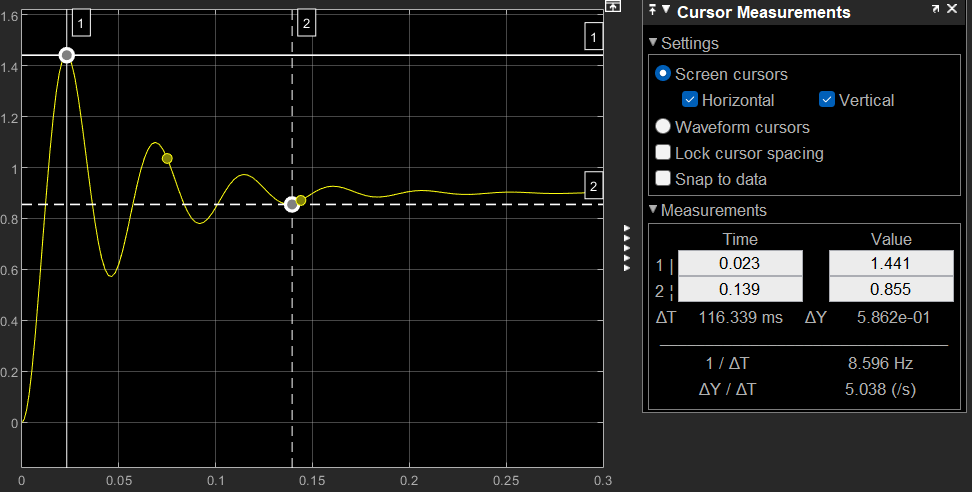 1
2
1
2
1.6
1.4
1.2
1
0.8
0.6
0.4
0.2
0
0 0.05 0.1 0.15 0.2 0.25 0.3
Cursor Measurements
Settings
Screen cursors
Horizontal Vertical
Waveform cursors
Lock cursor spacing
Snap to data
Measurements
Time Value
1 | 0.023 1.441
2 ¦ 0.139 0.855
ΔT 116.339 ms ΔY 5.862e-01
1 / ΔT 8.596 Hz
ΔY / ΔT 5.038 (/s)